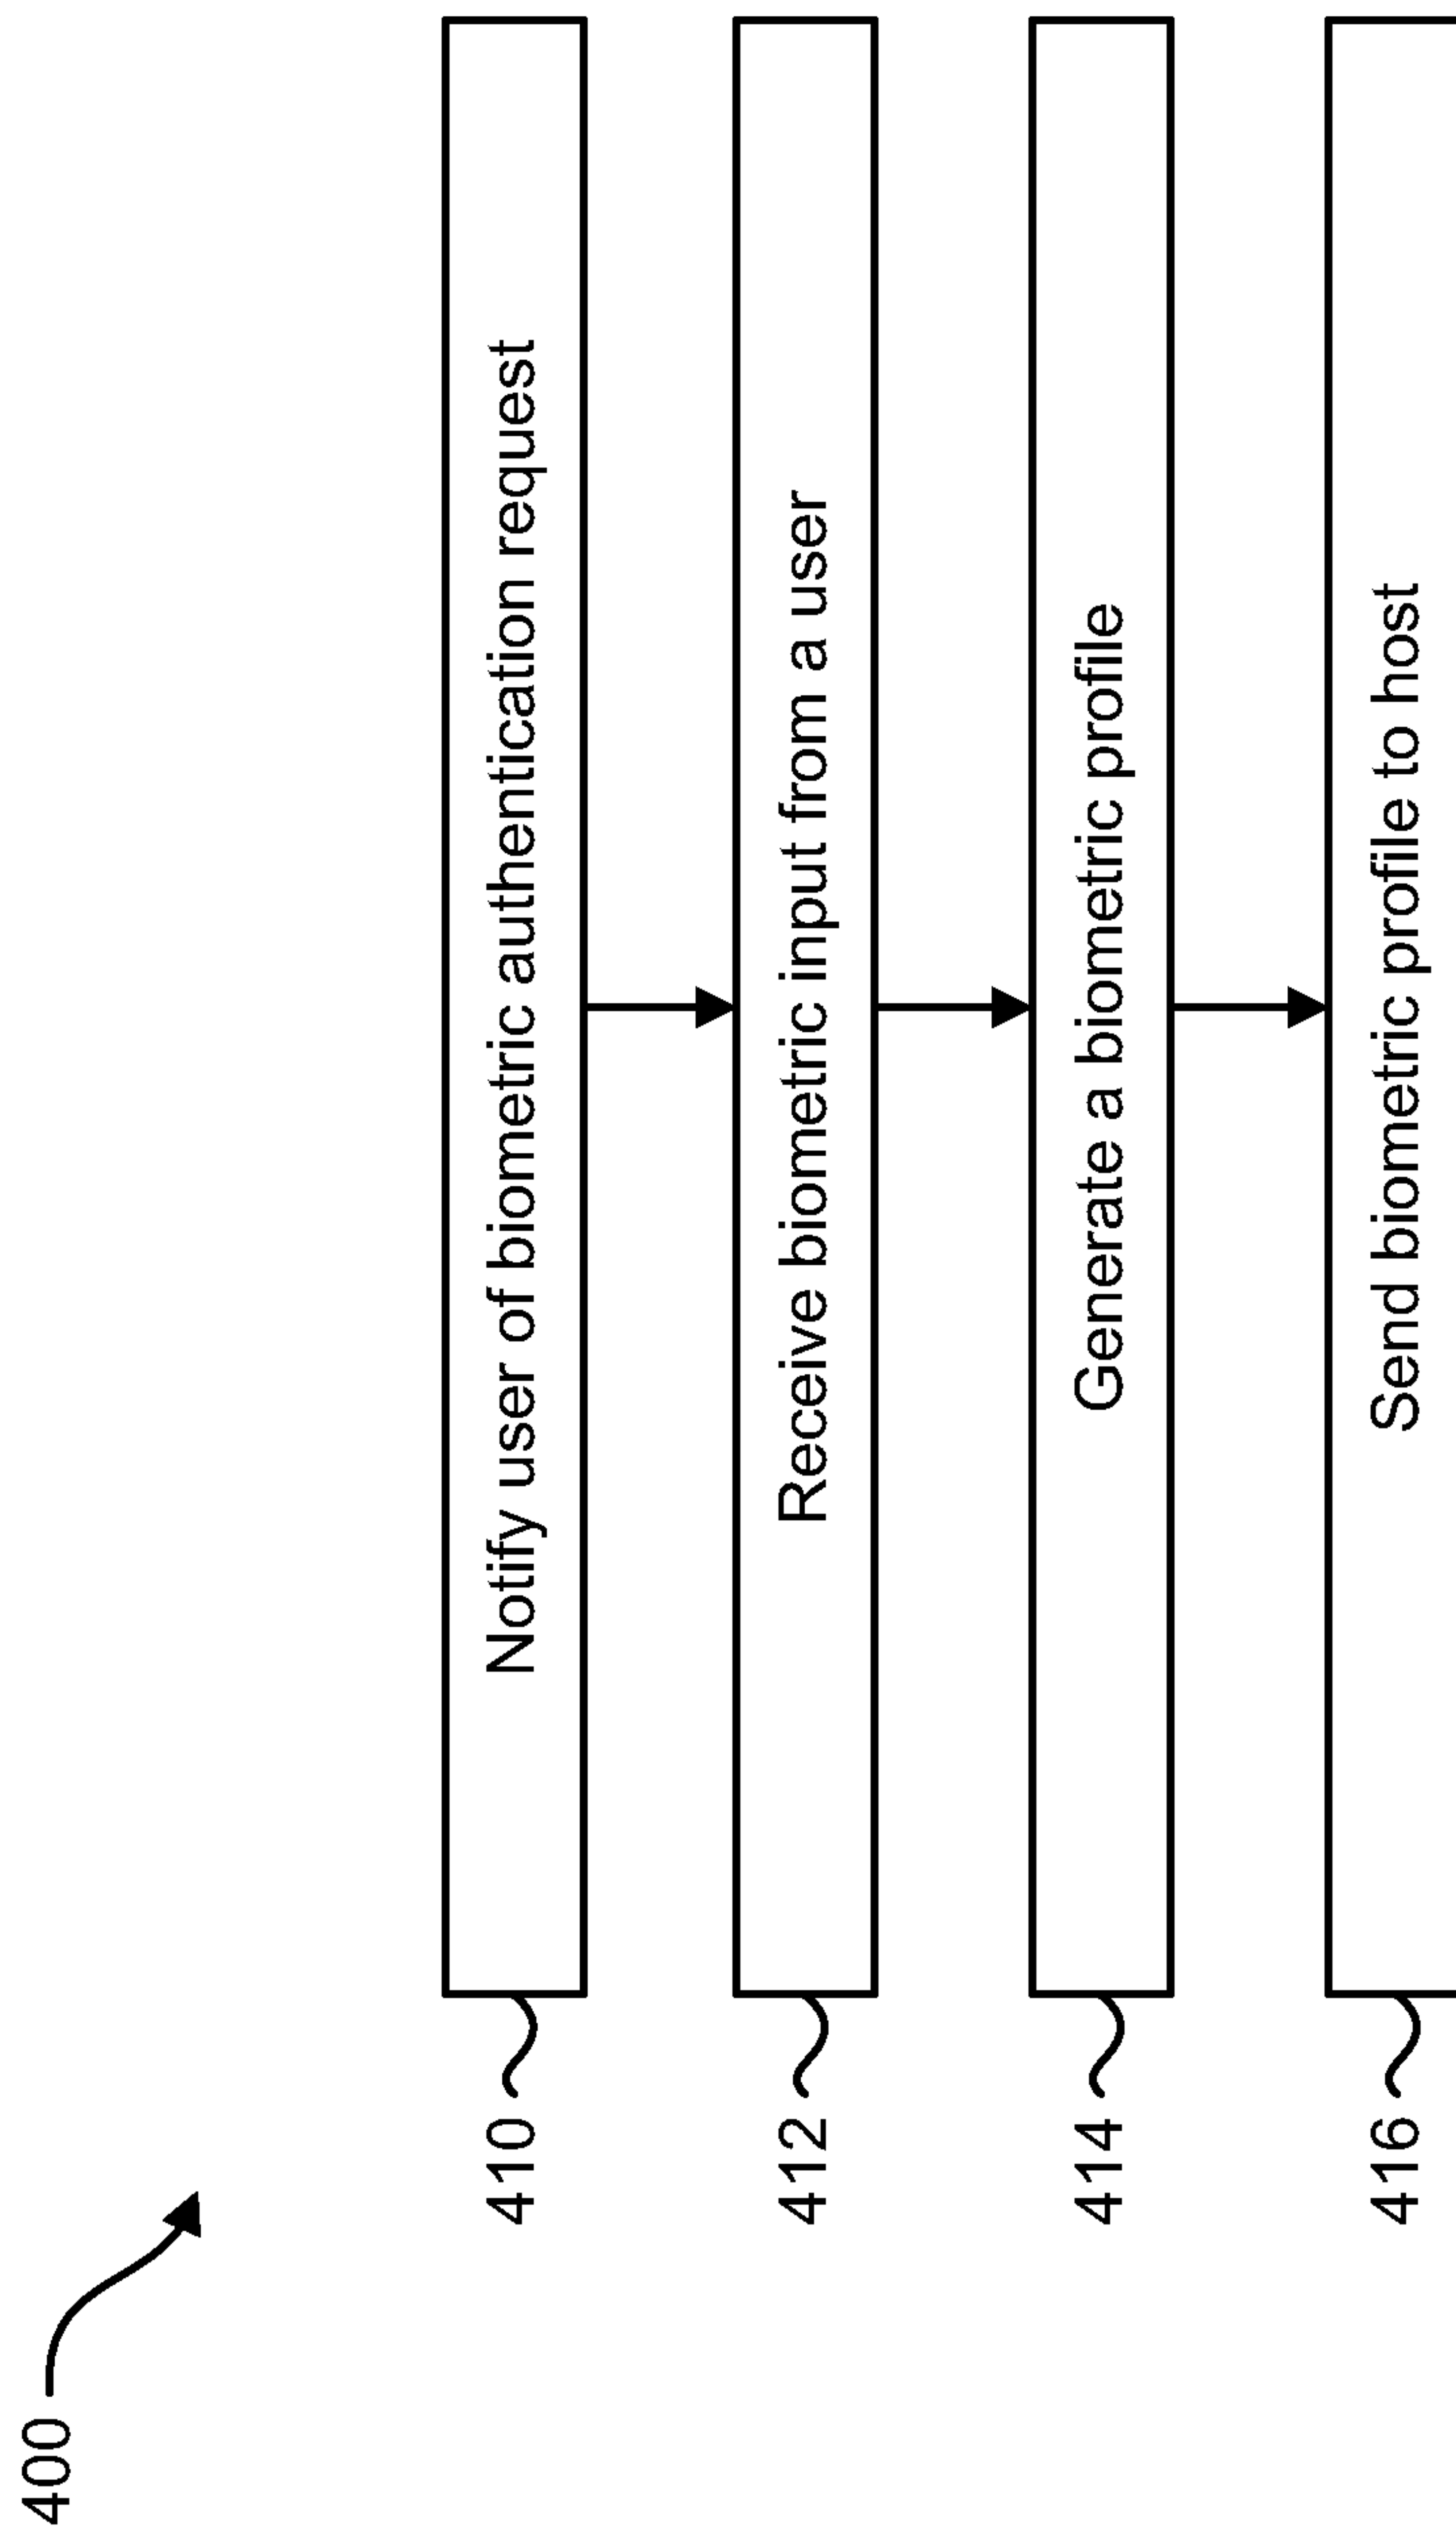 400
410
Notify user of biometric authentication request
412
Receive biometric input from a user
414
Generate a biometric profile
416
Send biometric profile to host